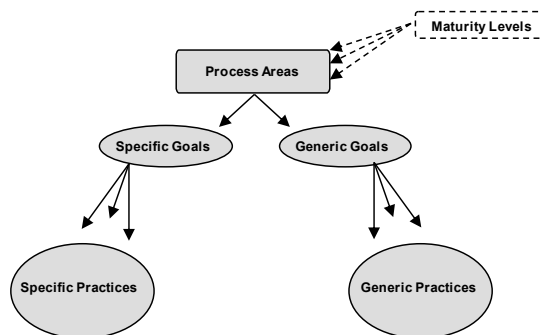 Maturity Levels
Process Areas
Specific Goals
Generic Goals
Specific Practices
Generic Practices